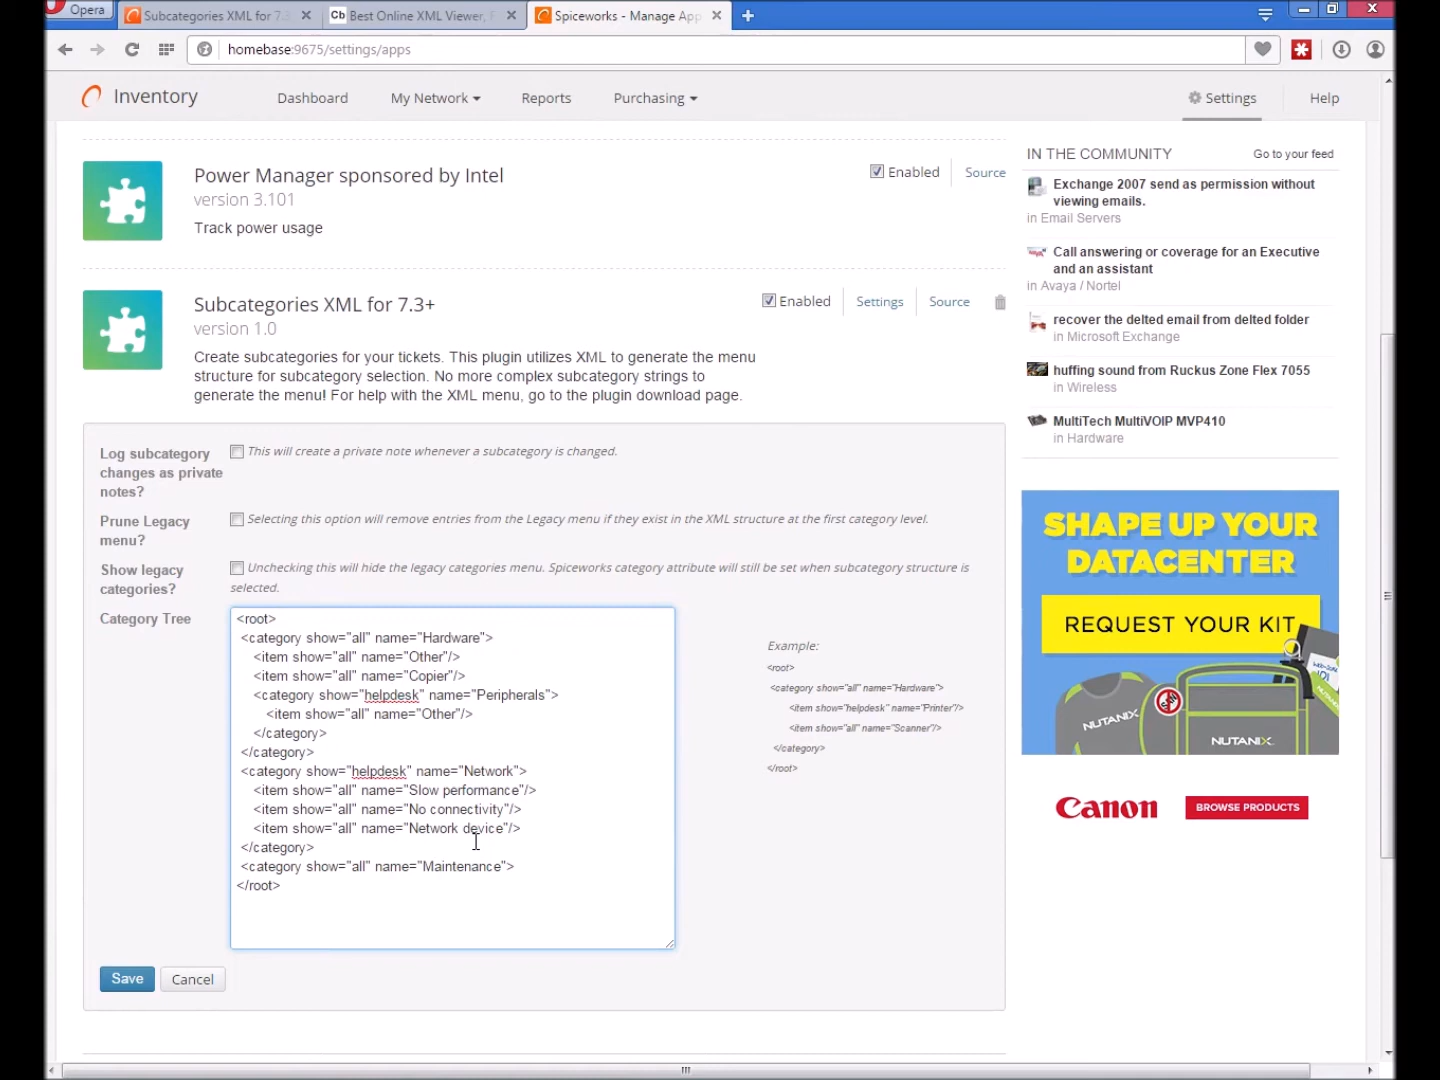 Opera
Subcategories XML for 7.3
Best Online XML Viewer,
Spiceworks - Manage App
homebase:9675/settings/apps
Inventory
Dashboard
My Network
Reports
Purchasing
Settings
Help
Power Manager sponsored by Intel
version 3.101
Track power usage
Enabled
Source
Subcategories XML for 7.3+
version 1.0
Enabled
Settings
Source
Create subcategories for your tickets. This plugin utilizes XML to generate the menu
structure for subcategory selection. No more complex subcategory strings to
generate the menu! For help with the XML menu, go to the plugin download page.
Log subcategory
changes as private
notes?
This will create a private note whenever a subcategory is changed.
Prune Legacy
menu?
Selecting this option will remove entries from the Legacy menu if they exist in the XML structure at the first category level.
Show legacy
categories?
Unchecking this will hide the legacy categories menu. Spiceworks category attribute will still be set when subcategory structure is
selected.
Category Tree
<root>
<category show="all" name="Hardware">
<item show="all" name="Other"/>
<item show="all" name="Copier"/>
<category show="helpdesk" name="Peripherals">
<item show="all" name="Other"/>
</category>
</category>
<category show="helpdesk" name="Network">
<item show="all" name="Slow performance"/>
<item show="all" name="No connectivity"/>
<item show="all" name="Network device"/>
</category>
<category show="all" name="Maintenance">
</root>
Example:
<root>
<category show="all" name="Hardware">
<item show="helpdesk" name="Printer"/>
<item show="all" name="Scanner"/>
</category>
</root>
Save
Cancel
IN THE COMMUNITY
Go to your feed
Exchange 2007 send as permission without
viewing emails.
in Email Servers
Call answering or coverage for an Executive
and an assistant
in Avaya / Nortel
recover the delted email from delted folder
in Microsoft Exchange
huffing sound from Ruckus Zone Flex 7055
in Wireless
MultiTech MultiVOIP MVP410
in Hardware
SHAPE UP YOUR
DATACENTER
REQUEST YOUR KIT
NUTANIX
NUTANIX
Canon
BROWSE PRODUCTS